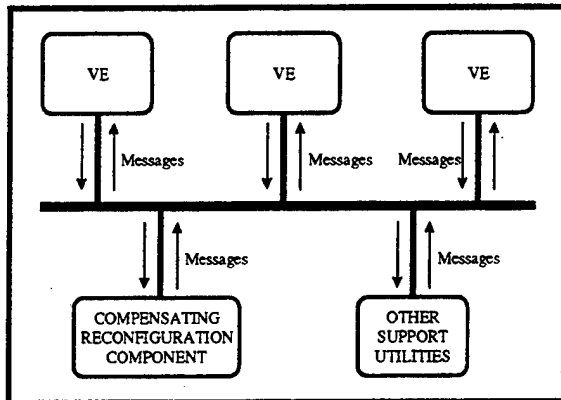 VE
VE
VE
Messages
Messages
Messages
Messages
COMPENSATING
RECONFIGURATION
COMPONENT
Messages
OTHER
SUPPORT
UTILITIES